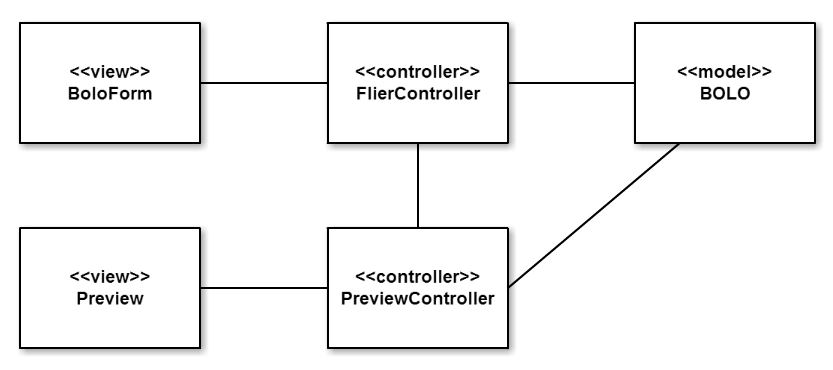 <<view>>
BoloForm
<<controller>>
FlierController
<<model>>
BOLO
<<view>>
Preview
<<controller>>
PreviewController